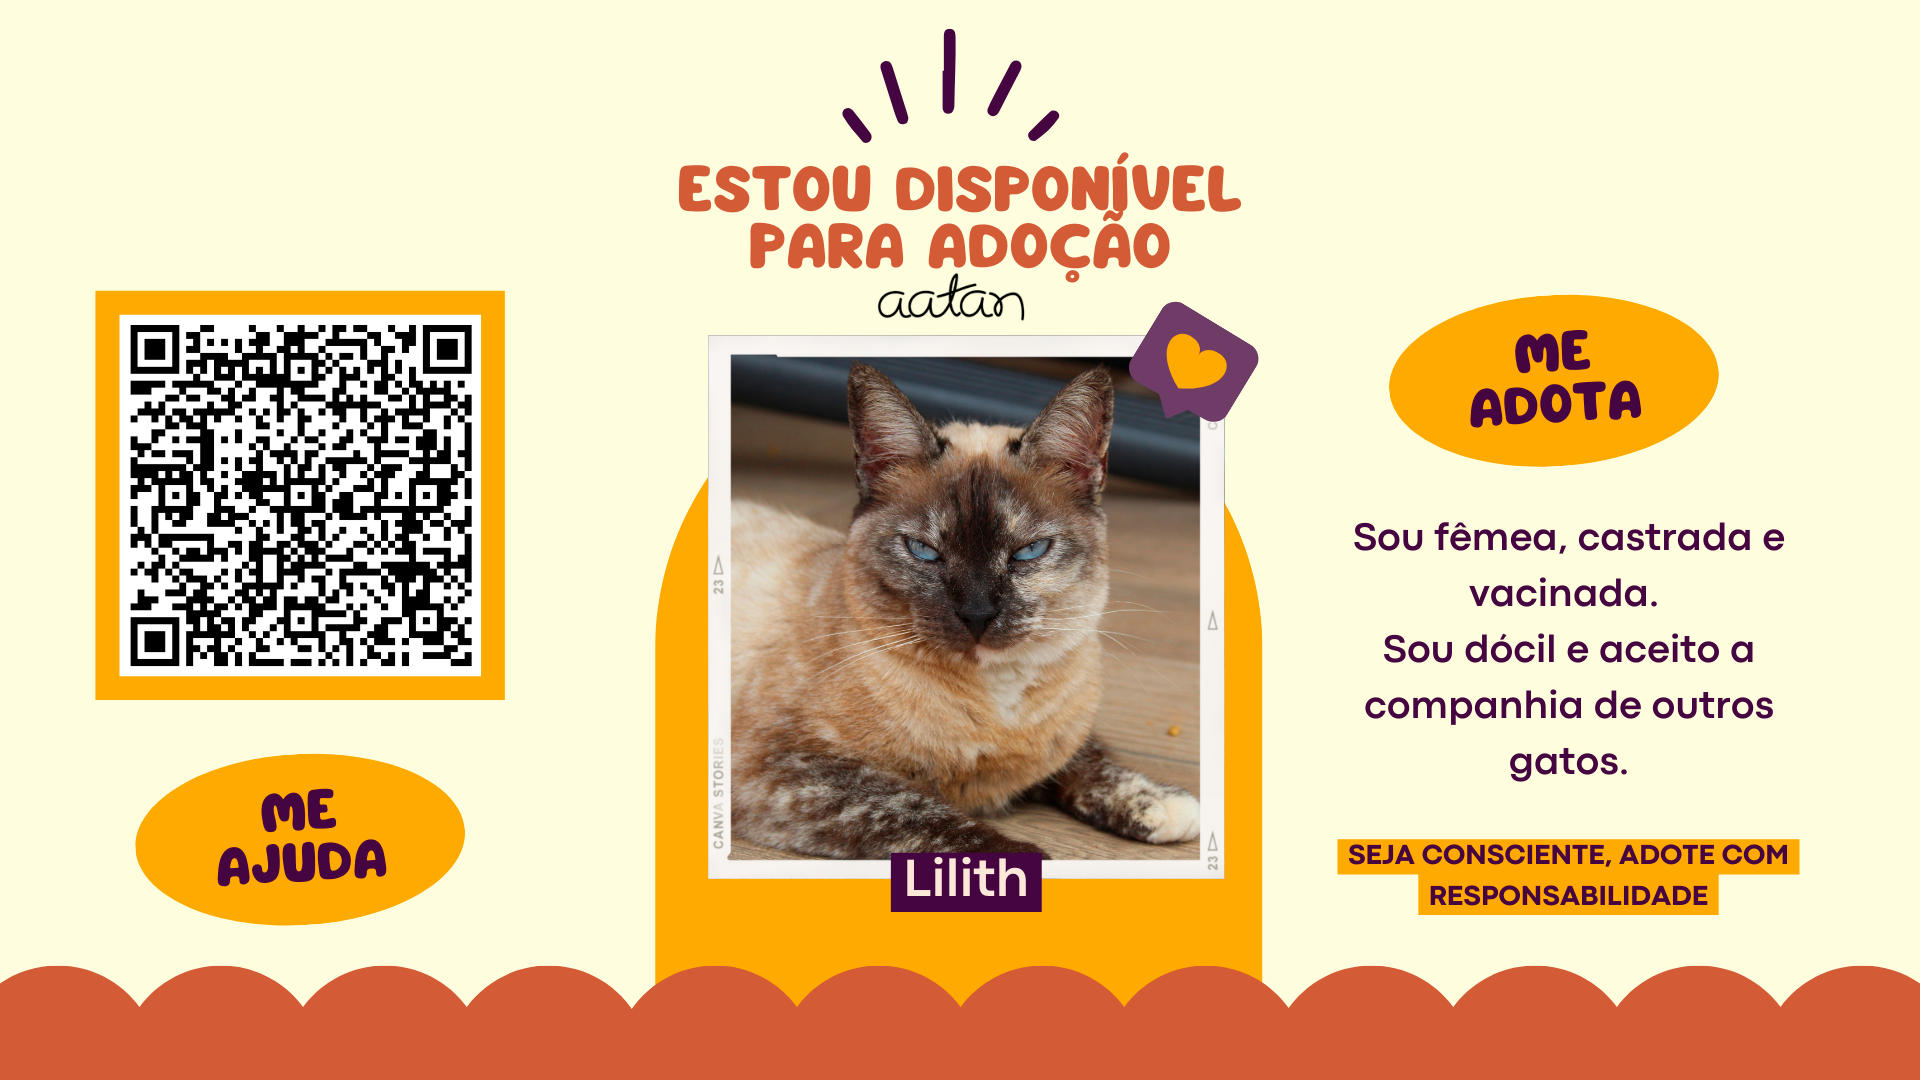 ESTOU DISPONÍVEL
PARA ADOÇÃO
aatan
ME
AJUDA
23
CANVA STORIES
C
23
Lilith
ME
ADOTA
Sou fêmea, castrada e
vacinada.
Sou dócil e aceito a
companhia de outros
gatos.
SEJA CONSCIENTE, ADOTE COM
RESPONSABILIDADE